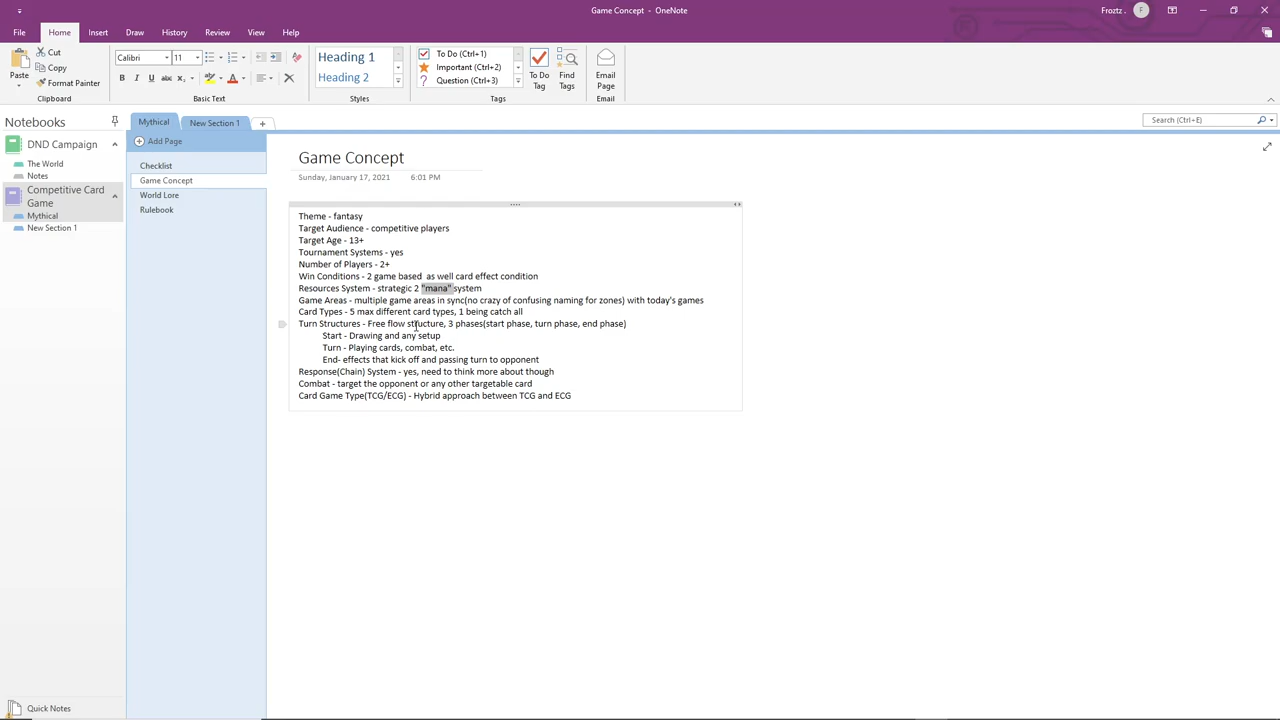 Game Concept - OneNote
Froztz . F
File Home Insert Draw History Review View Help
Paste
Cut
Copy
Format Painter
Clipboard
Calibri 11
B I U abc X₂ A
Basic Text
Heading 1
Heading 2
Styles
To Do (Ctrl+1)
Important (Ctrl+2)
? Question (Ctrl+3)
To Do Tag
Find Tags
Tags
Email Page
Email
Notebooks
Mythical
New Section 1
Search (Ctrl+E)
DND Campaign
The World
Notes
Competitive Card Game
Mythical
New Section 1
Add Page
Checklist
Game Concept
World Lore
Rulebook
Game Concept
Sunday, January 17, 2021 6:01 PM
Theme - fantasy
Target Audience - competitive players
Target Age - 13+
Tournament Systems - yes
Number of Players - 2+
Win Conditions - 2 game based as well card effect condition
Resources System - strategic 2 "mana" system
Game Areas - multiple game areas in sync(no crazy of confusing naming for zones) with today's games
Card Types - 5 max different card types, 1 being catch all
Turn Structures - Free flow structure, 3 phases(start phase, turn phase, end phase)
Start - Drawing and any setup
Turn - Playing cards, combat, etc.
End- effects that kick off and passing turn to opponent
Response(Chain) System - yes, need to think more about though
Combat - target the opponent or any other targetable card
Card Game Type(TCG/ECG) - Hybrid approach between TCG and ECG
Quick Notes